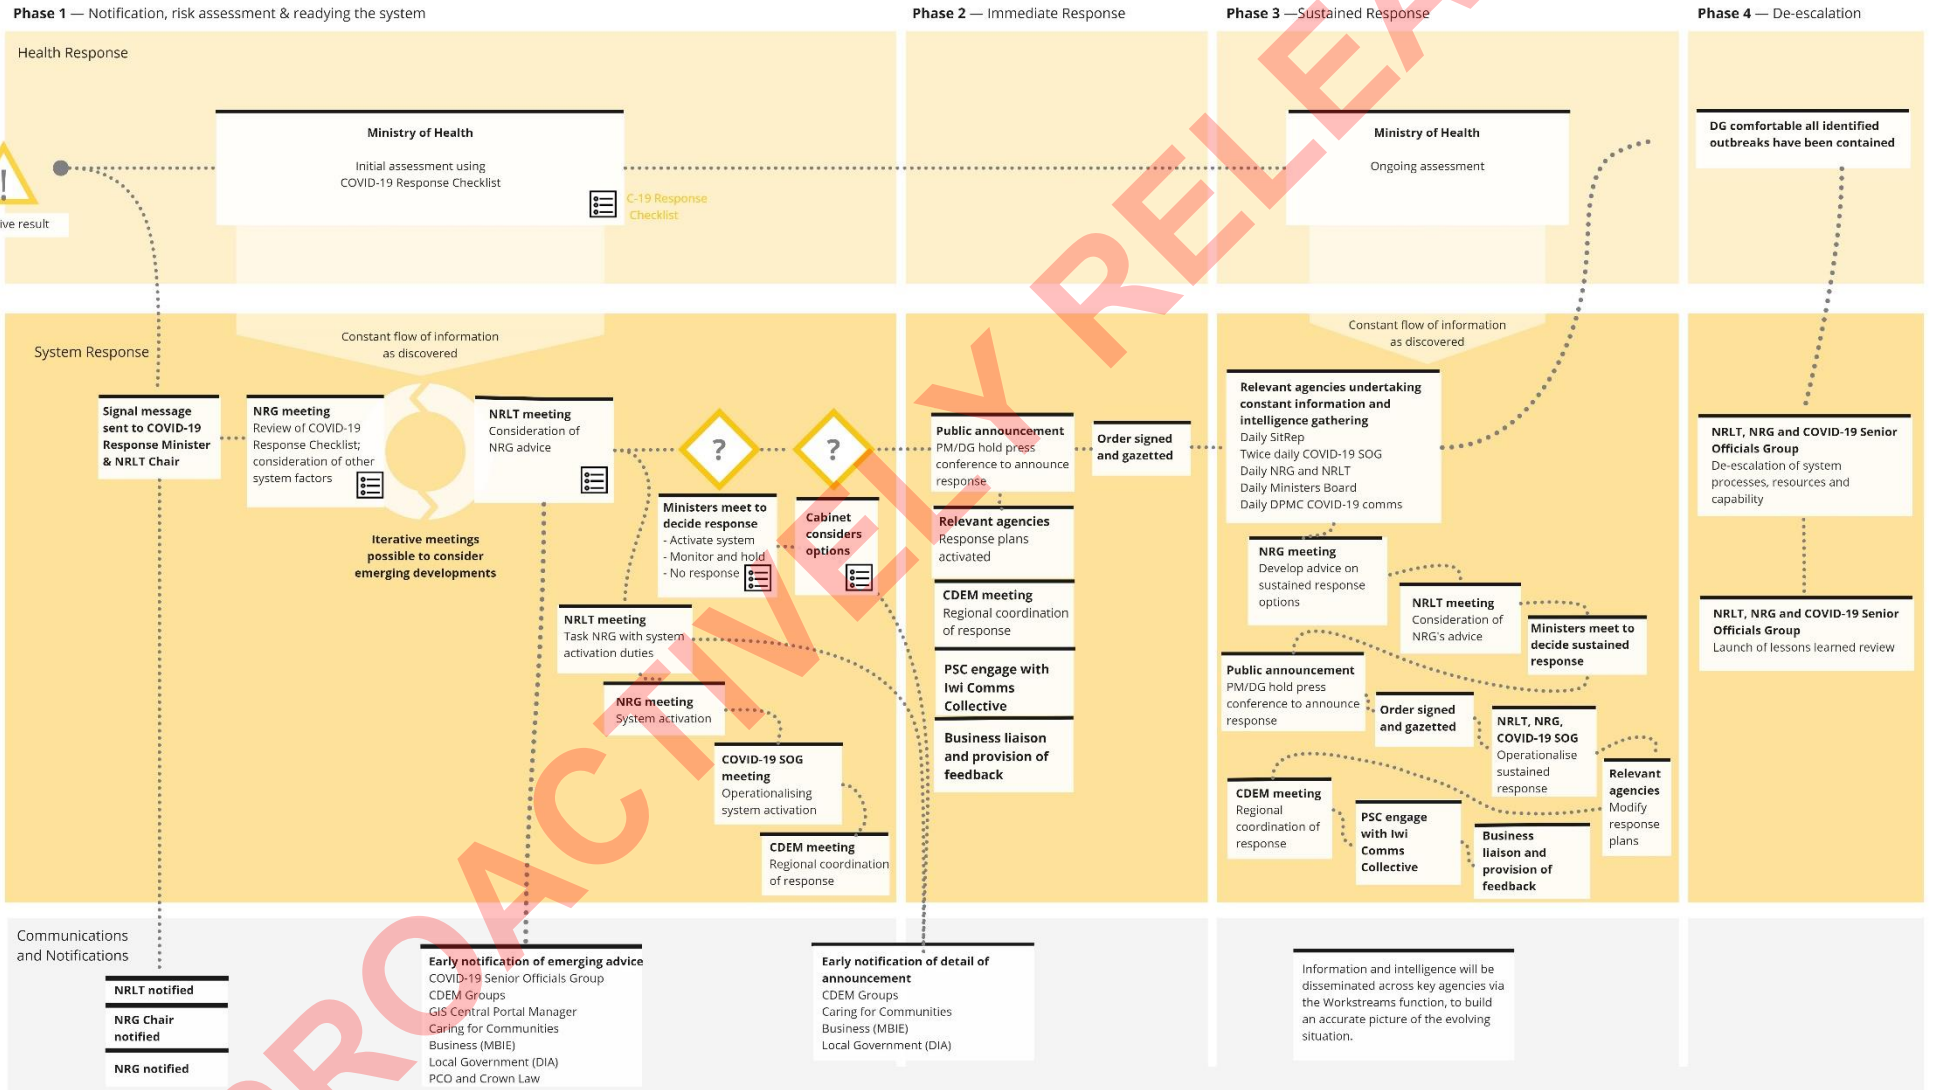 Phase 1 — Notification, risk assessment & readying the system
Phase 2 — Immediate Response
Phase 3 —Sustained Response
Phase 4 — De-escalation
Health Response
!
ive result
Ministry of Health
Initial assessment using
COVID-19 Response Checklist
C-19 Response
Checklist
Ministry of Health
Ongoing assessment
DG comfortable all identified
outbreaks have been contained
System Response
Constant flow of information
as discovered
Signal message
sent to COVID-19
Response Minister
& NRLT Chair
NRG meeting
Review of COVID-19
Response Checklist;
consideration of other
system factors
NRLT meeting
Consideration of
NRG advice
Iterative meetings
possible to consider
emerging developments
?
?
Ministers meet to
decide response
- Activate system
- Monitor and hold
- No response
Cabinet
considers
options
NRLT meeting
Task NRG with system
activation duties
NRG meeting
System activation
COVID-19 SOG
meeting
Operationalising
system activation
CDEM meeting
Regional coordination
of response
Public announcement
PM/DG hold press
conference to announce
response
Order signed
and gazetted
Relevant agencies
Response plans
activated
CDEM meeting
Regional coordination
of response
PSC engage with
Iwi Comms
Collective
Business liaison
and provision of
feedback
Constant flow of information
as discovered
Relevant agencies undertaking
constant information and
intelligence gathering
Daily SitRep
Twice daily COVID-19 SOG
Daily NRG and NRLT
Daily Ministers Board
Daily DPMC COVID-19 comms
NRG meeting
Develop advice on
sustained response
options
NRLT meeting
Consideration of
NRG's advice
Ministers meet to
decide sustained
response
Public announcement
PM/DG hold press
conference to announce
response
Order signed
and gazetted
NRLT, NRG,
COVID-19 SOG
Operationalise
sustained
response
Relevant
agencies
Modify
response
plans
CDEM meeting
Regional
coordination of
response
PSC engage
with Iwi
Comms
Collective
Business
liaison and
provision of
feedback
NRLT, NRG and COVID-19 Senior
Officials Group
De-escalation of system
processes, resources and
capability
NRLT, NRG and COVID-19 Senior
Officials Group
Launch of lessons learned review
Communications
and Notifications
NRLT notified
NRG Chair
notified
NRG notified
Early notification of emerging advice
COVID-19 Senior Officials Group
CDEM Groups
GIS Central Portal Manager
Caring for Communities
Business (MBIE)
Local Government (DIA)
PCO and Crown Law
Early notification of detail of
announcement
CDEM Groups
Caring for Communities
Business (MBIE)
Local Government (DIA)
Information and intelligence will be
disseminated across key agencies via
the Workstreams function, to build
an accurate picture of the evolving
situation.
PROACTIVELY RELEA